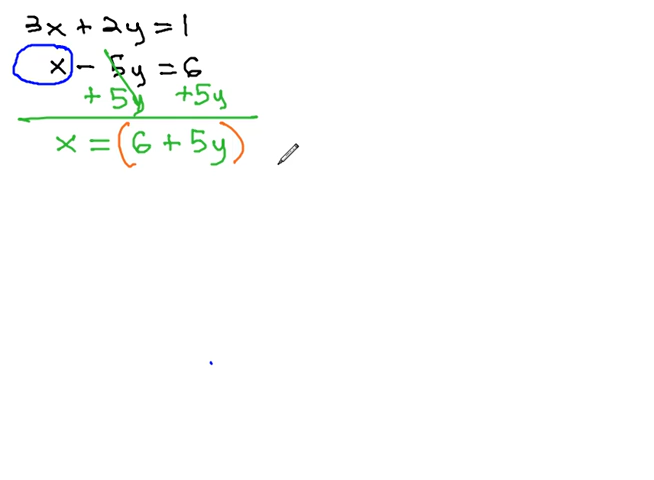 3x + 2y = 1
x - 5y = 6
+ 5y +5y
x = (6 + 5y)